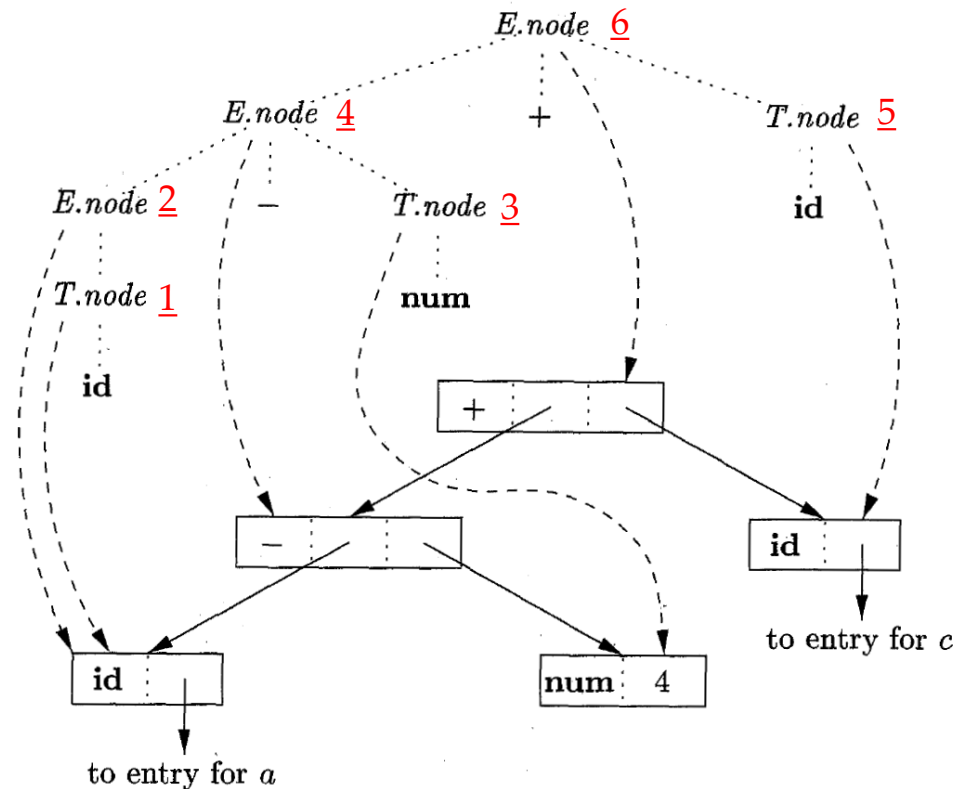 E.node 6
E.node 4
+
T.node 5
E.node 2
−
T.node 3
id
T.node 1
num
id
+
−
id
to entry for c
id
num 4
to entry for a